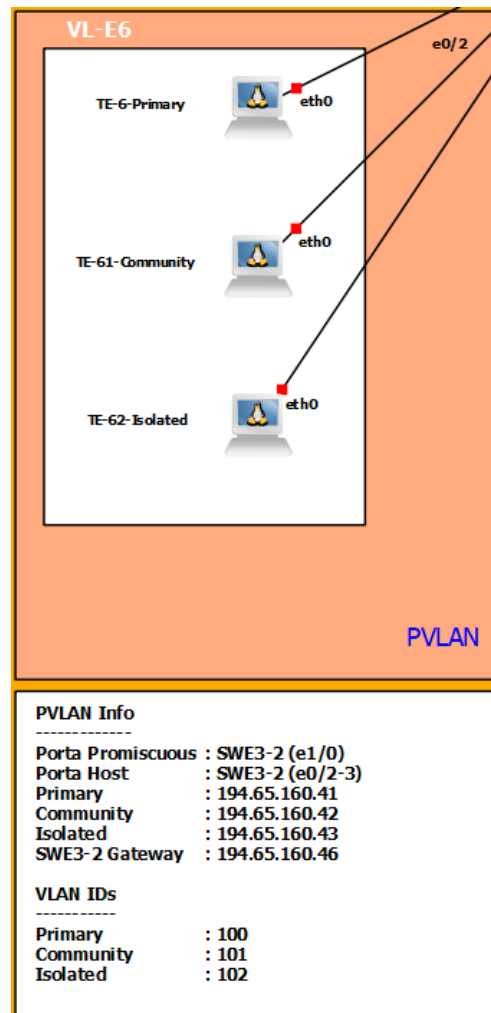 VL-E6
e0/2
TE-6-Primary
eth0
TE-61-Community
eth0
TE-62-Isolated
eth0
PVLAN
PVLAN Info
-------------
Porta Promiscuous : SWE3-2 (e1/0)
Porta Host : SWE3-2 (e0/2-3)
Primary : 194.65.160.41
Community : 194.65.160.42
Isolated : 194.65.160.43
SWE3-2 Gateway : 194.65.160.46
VLAN IDs
-----------
Primary : 100
Community : 101
Isolated : 102